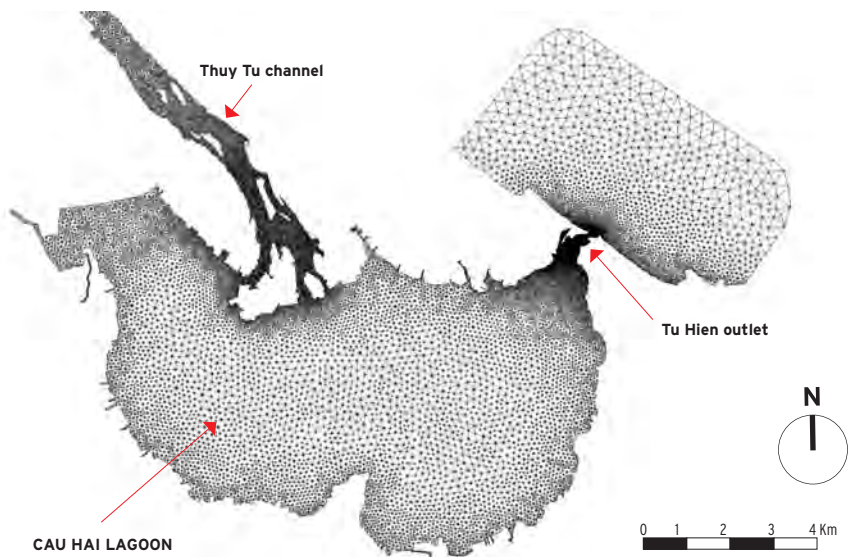 Thuy Tu channel
Tu Hien outlet
N
0 1 2 3 4 Km
CAU HAI LAGOON